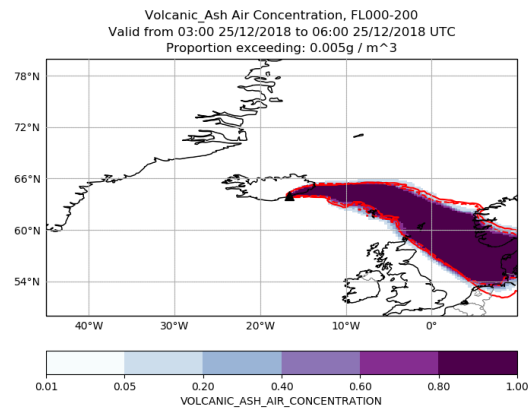 Volcanic_Ash Air Concentration, FL000-200
Valid from 03:00 25/12/2018 to 06:00 25/12/2018 UTC
Proportion exceeding: 0.005g / m^3
78°N
72°N
66°N
60°N
54°N
40°W 30°W 20°W 10°W 0°
0.01 0.05 0.20 0.40 0.60 0.80 1.00
VOLCANIC_ASH_AIR_CONCENTRATION